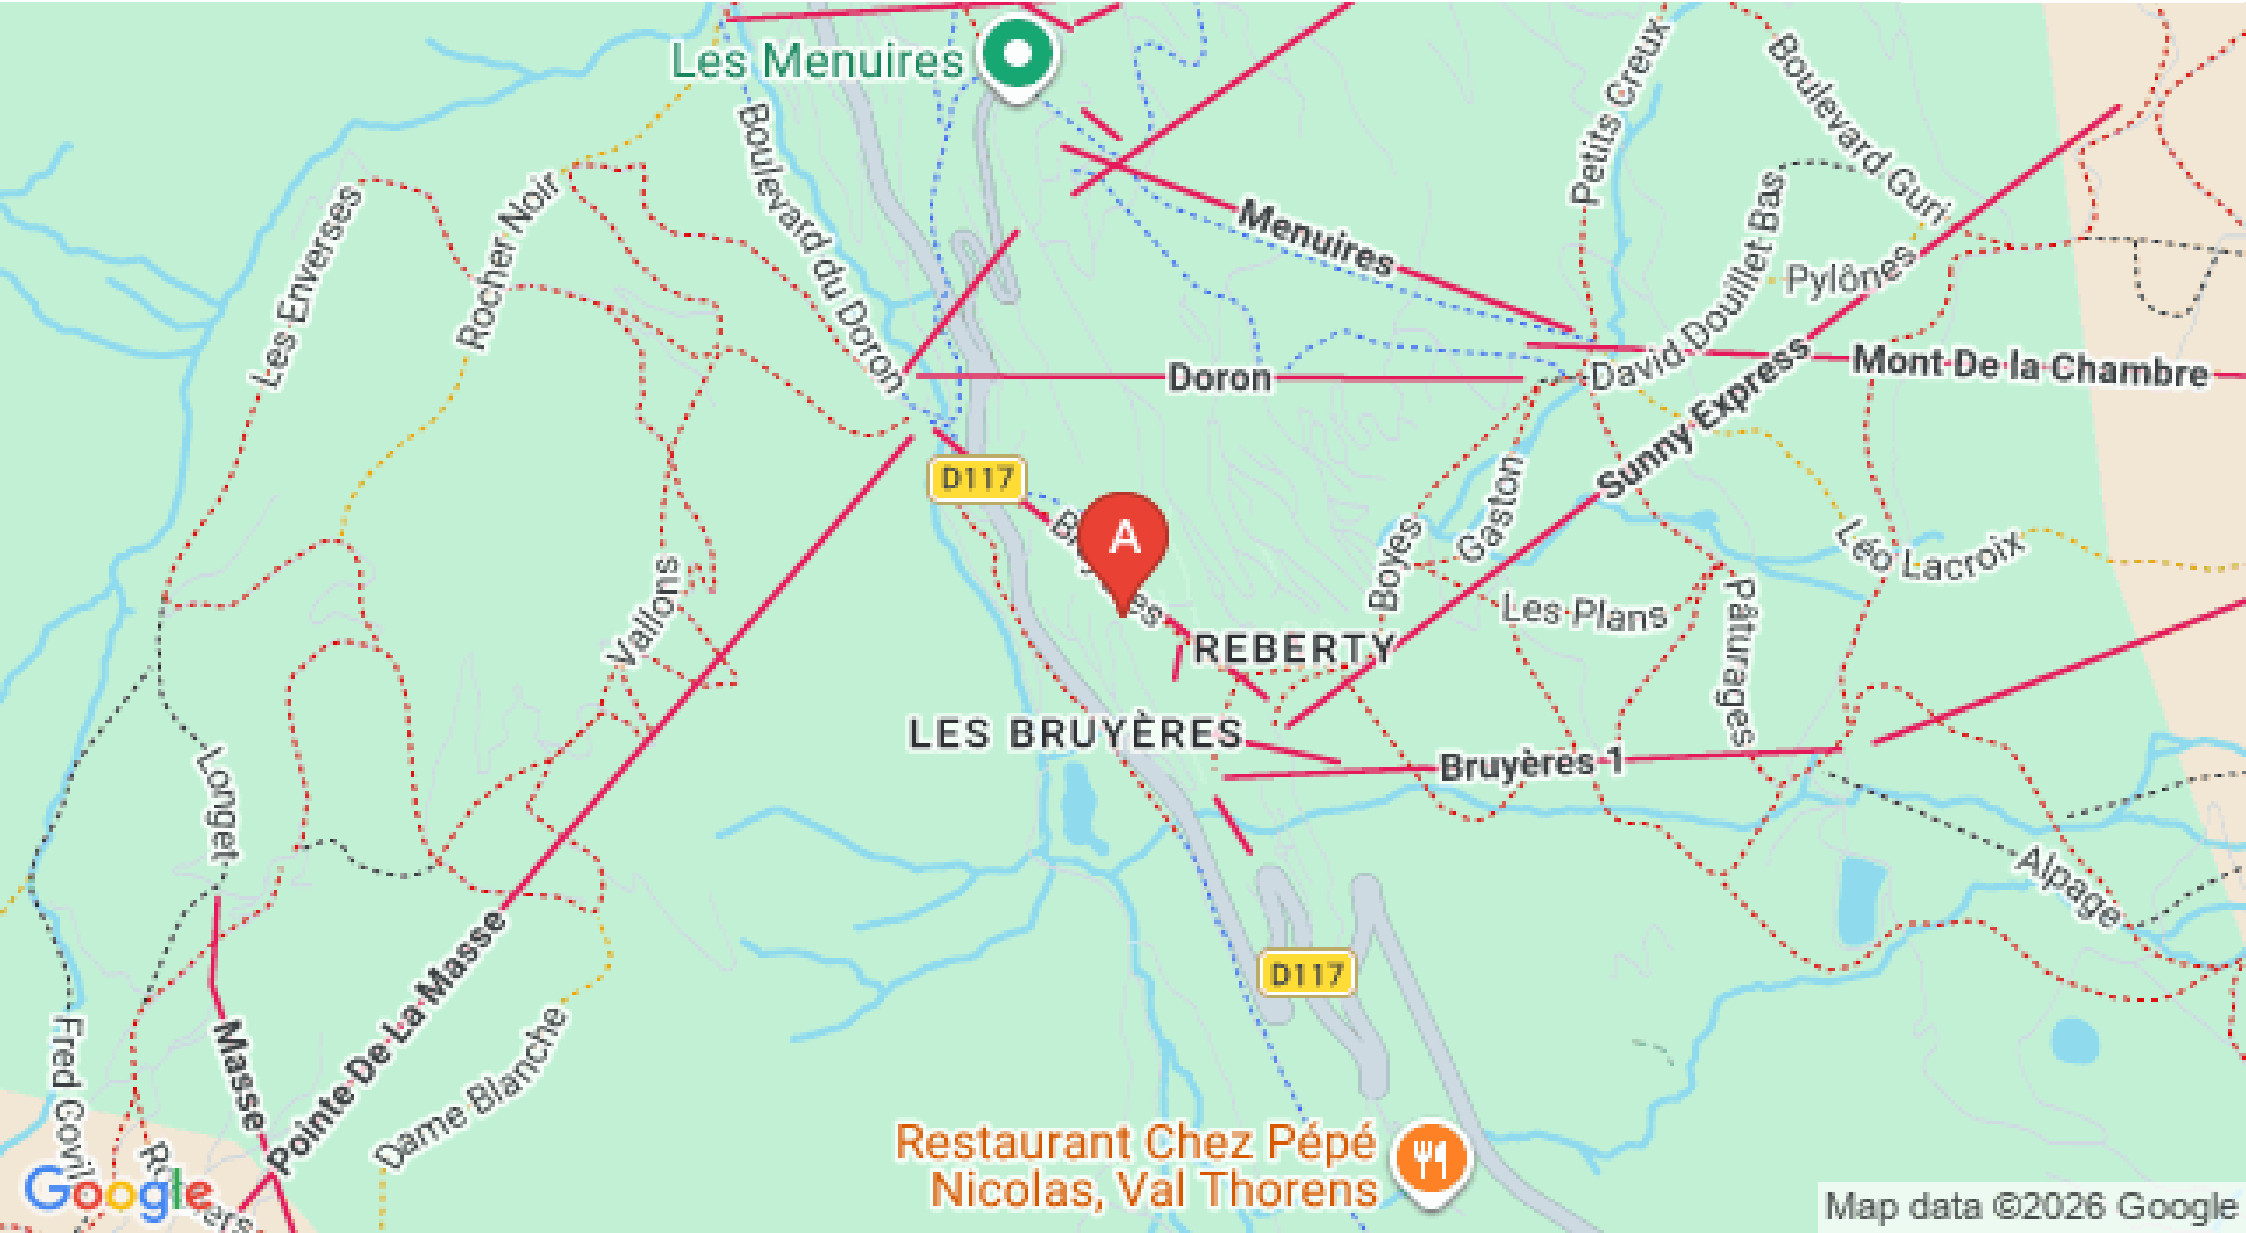 Les Menuires
Petits Creux
Boulevard Guri
Boulevard du Doron
Rocher Noir
Les Enverses
Menuires
David Douillet Bas
Pylônes
Doron
Mont De la Chambre
Sunny Express
D117
A
Gaston
Boyes
Léo Lacroix
Les Plans
Pâturages
Vallons
REBERTY
LES BRUYÈRES
Bruyères 1
Longet
Alpage
D117
Pointe De La Masse
Masse
Dame Blanche
Restaurant Chez Pépé
Nicolas, Val Thorens
Google
Map data ©2026 Google